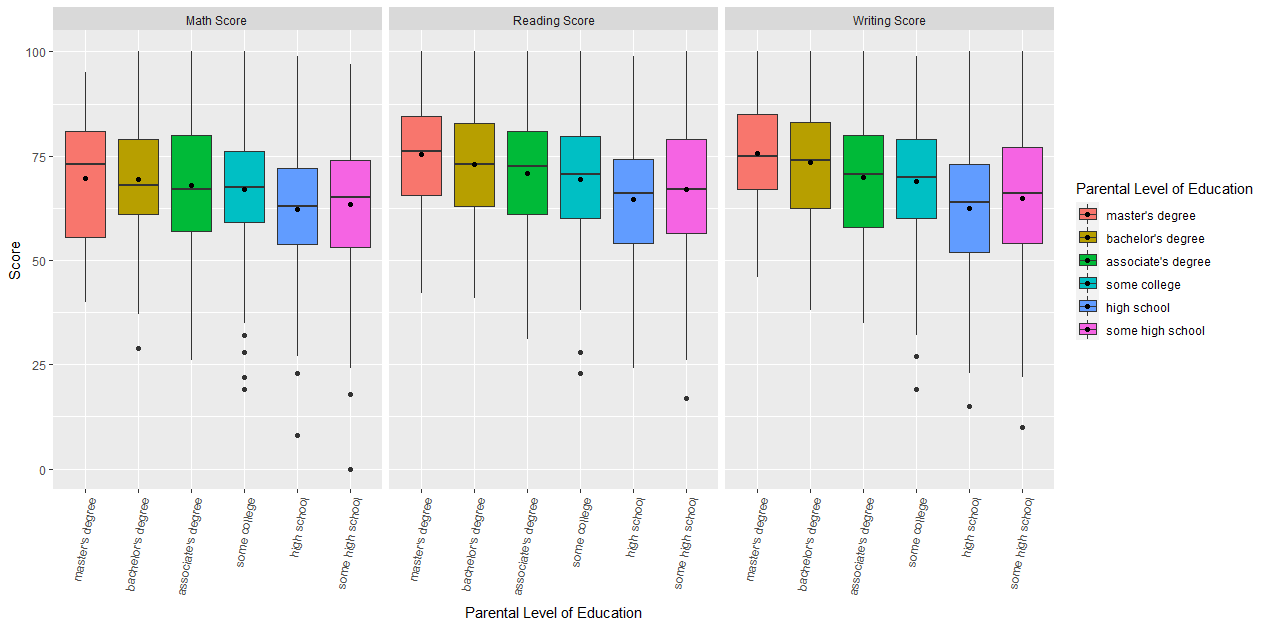 Math Score
Reading Score
Writing Score
Score
100
75
50
25
0
master's degree
bachelor's degree
associate's degree
some college
high school
some high school
master's degree
bachelor's degree
associate's degree
some college
high school
some high school
master's degree
bachelor's degree
associate's degree
some college
high school
some high school
Parental Level of Education
Parental Level of Education
master's degree
bachelor's degree
associate's degree
some college
high school
some high school